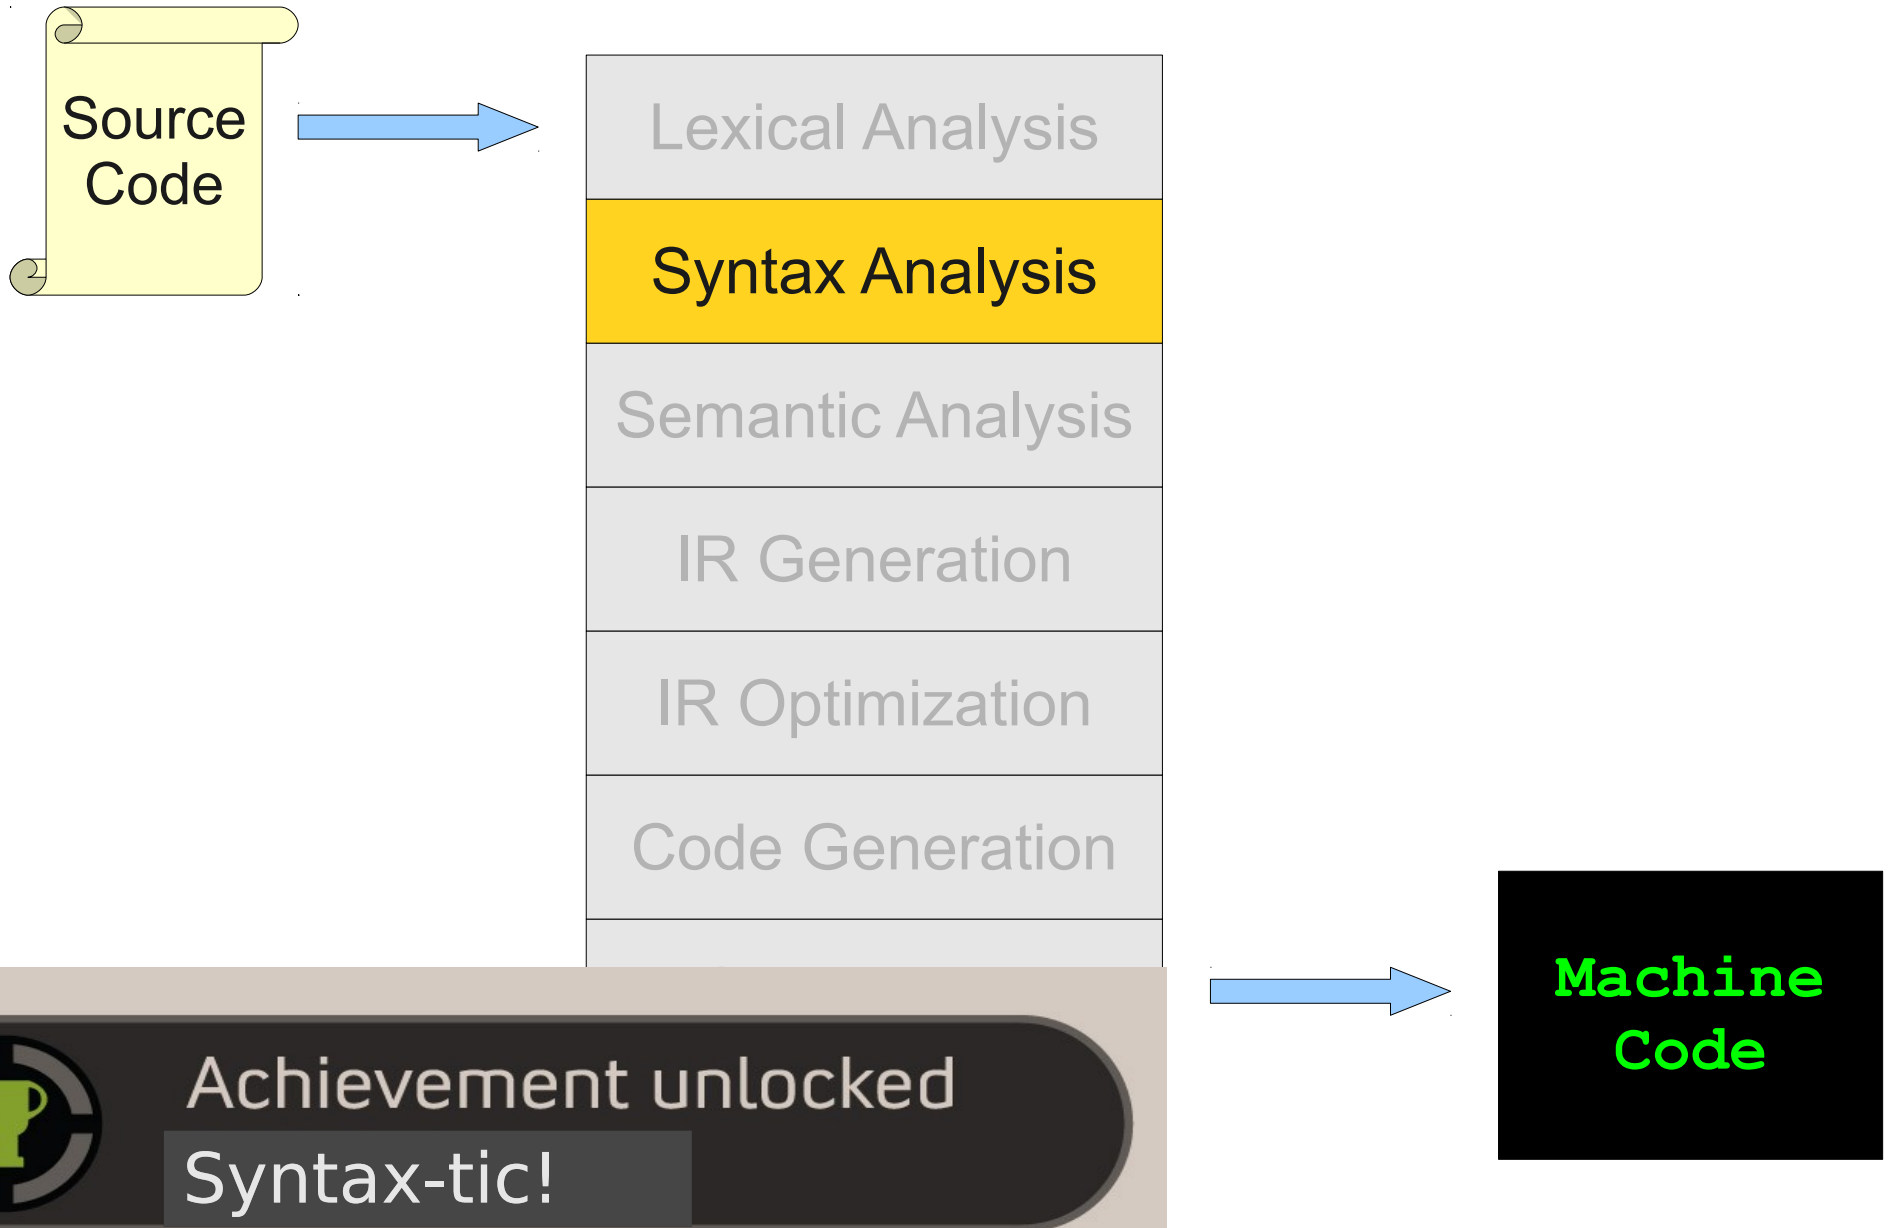 Source
Code
Lexical Analysis
Syntax Analysis
Semantic Analysis
IR Generation
IR Optimization
Code Generation
Machine
Code
Achievement unlocked
Syntax-tic!